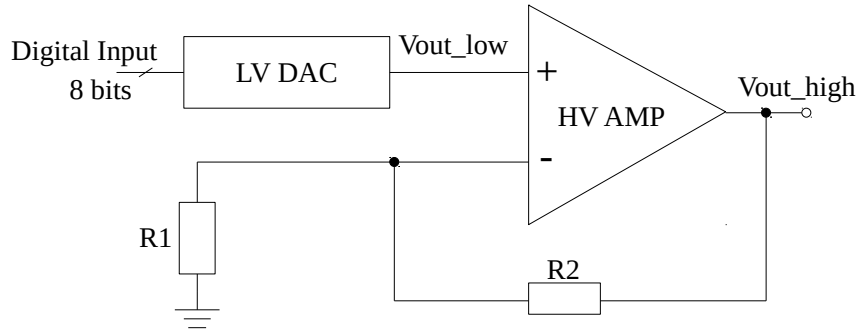 Digital Input
8 bits
LV DAC
Vout_low
+
HV AMP
Vout_high
-
R1
R2